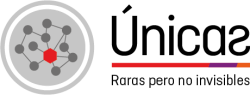 Únicas
Raras pero no invisibles